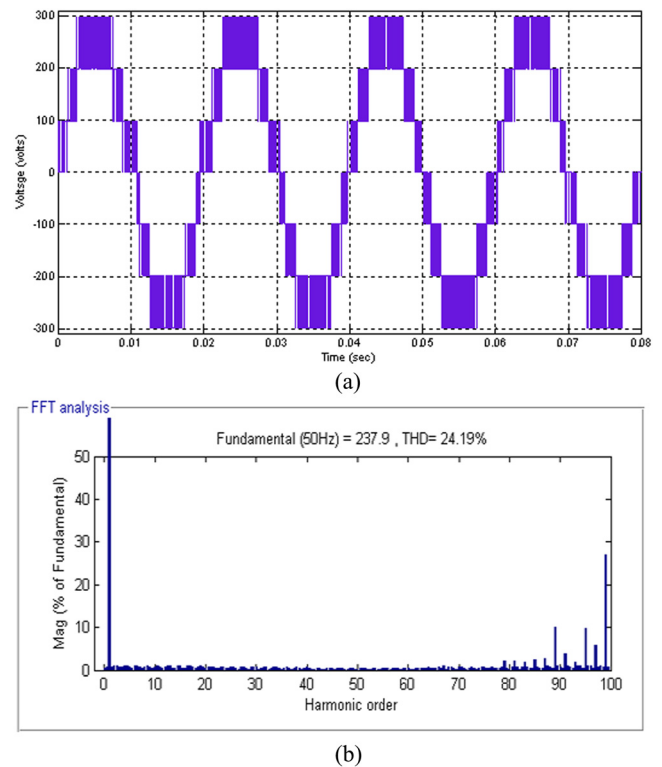 300
200
100
0
-100
-200
-300
Voltsge (volts)
0 0.01 0.02 0.03 0.04 0.05 0.06 0.07 0.08
Time (sec)
(a)
FFT analysis
Fundamental (50Hz) = 237.9 , THD= 24.19%
50
40
30
20
10
0
Mag (% of Fundamental)
0 10 20 30 40 50 60 70 80 90 100
Harmonic order
(b)